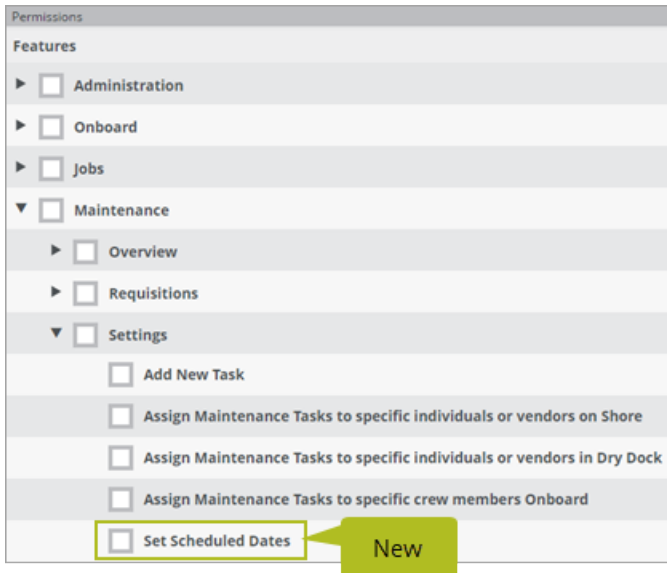 Permissions
Features
Administration
Onboard
Jobs
Maintenance
Overview
Requisitions
Settings
Add New Task
Assign Maintenance Tasks to specific individuals or vendors on Shore
Assign Maintenance Tasks to specific individuals or vendors in Dry Dock
Assign Maintenance Tasks to specific crew members Onboard
Set Scheduled Dates
New